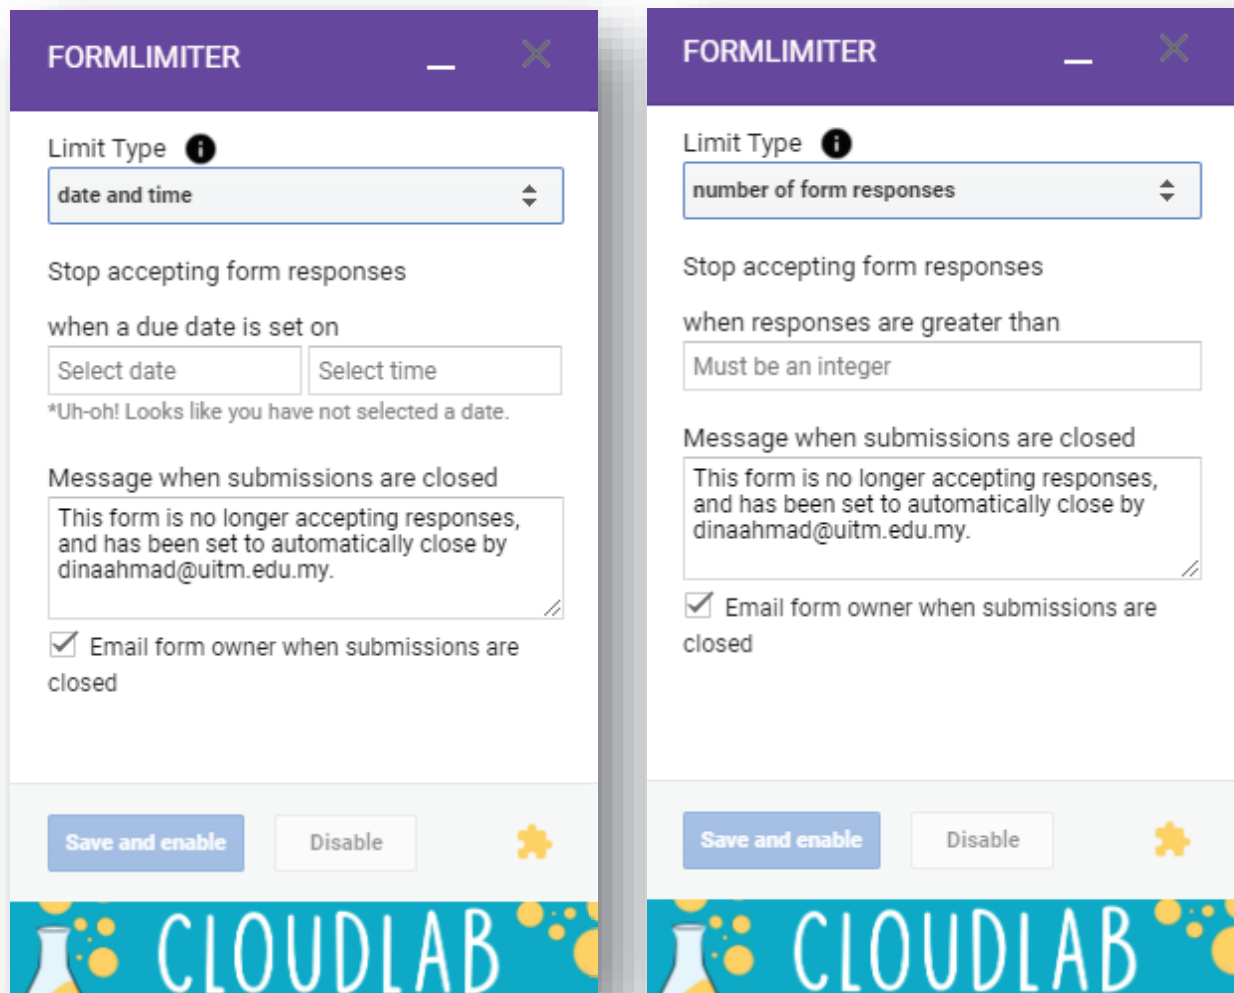 FORMLIMITER
Limit Type
date and time
Stop accepting form responses
when a due date is set on
Select date Select time
*Uh-oh! Looks like you have not selected a date.
Message when submissions are closed
This form is no longer accepting responses,
and has been set to automatically close by
dinaahmad@uitm.edu.my.
Email form owner when submissions are
closed
Save and enable Disable
CLOUDLAB
FORMLIMITER
Limit Type
number of form responses
Stop accepting form responses
when responses are greater than
Must be an integer
Message when submissions are closed
This form is no longer accepting responses,
and has been set to automatically close by
dinaahmad@uitm.edu.my.
Email form owner when submissions are
closed
Save and enable Disable
CLOUDLAB